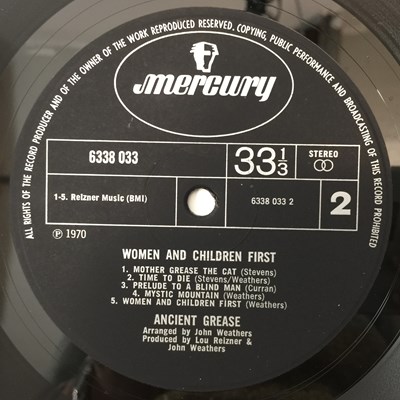 ALL RIGHTS OF THE RECORD PRODUCER AND OF THE OWNER OF THE WORK REPRODUCED RESERVED. COPYING, PUBLIC PERFORMANCE AND BROADCASTING OF THIS RECORD PROHIBITED
mercury
6338 033
33 1/3
STEREO
1-5. Reizner Music (BMI)
6338 033 2
2
Ⓟ 1970
WOMEN AND CHILDREN FIRST
1. MOTHER GREASE THE CAT (Stevens)
2. TIME TO DIE (Stevens/Weathers)
3. PRELUDE TO A BLIND MAN (Curran)
4. MYSTIC MOUNTAIN (Weathers)
5. WOMEN AND CHILDREN FIRST (Weathers)
ANCIENT GREASE
Arranged by John Weathers
Produced by Lou Reizner &
John Weathers